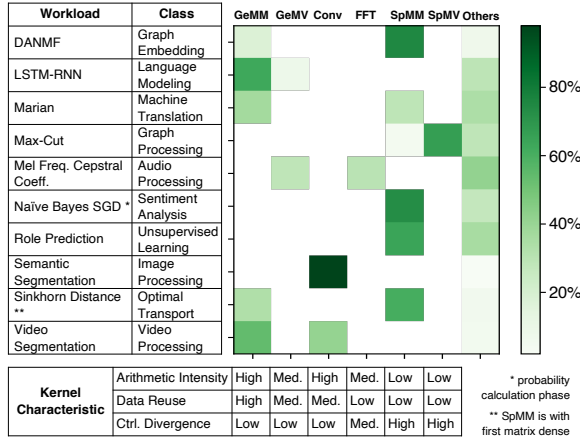 Workload Class GeMM GeMV Conv FFT SpMM SpMV Others
DANMF Graph Embedding
LSTM-RNN Language Modeling
Marian Machine Translation
Max-Cut Graph Processing
Mel Freq. Cepstral Coeff. Audio Processing
Naïve Bayes SGD * Sentiment Analysis
Role Prediction Unsupervised Learning
Semantic Segmentation Image Processing
Sinkhorn Distance ** Optimal Transport
Video Segmentation Video Processing
80%
60%
40%
20%
Kernel Characteristic
Arithmetic Intensity High Med. High Med. Low Low
Data Reuse High Med. Med. Low Low Low
Ctrl. Divergence Low Low Low Med. High High
* probability
calculation phase
** SpMM is with
first matrix dense